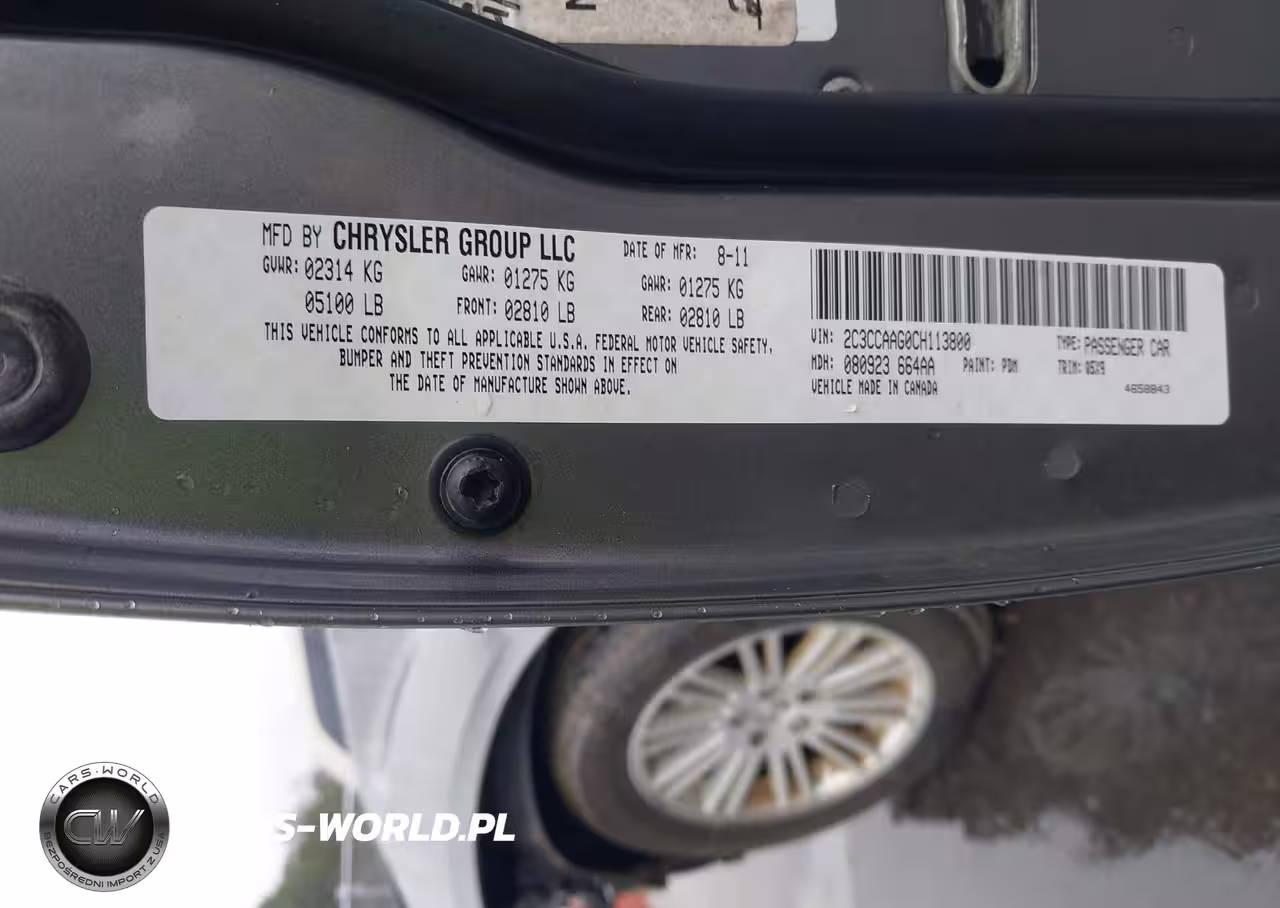 MFD BY CHRYSLER GROUP LLC DATE OF MFR: 8-11
GVWR: 02314 KG GAWR: 01275 KG GAWR: 01275 KG
05100 LB FRONT: 02810 LB REAR: 02810 LB
THIS VEHICLE CONFORMS TO ALL APPLICABLE U.S.A. FEDERAL MOTOR VEHICLE SAFETY,
BUMPER AND THEFT PREVENTION STANDARDS IN EFFECT ON
THE DATE OF MANUFACTURE SHOWN ABOVE.
VIN: 2C3CCAAG0CH113800 TYPE: PASSENGER CAR
MDH: 080923 664AA PAINT: PDM TRIM:
VEHICLE MADE IN CANADA 4658843
CARS-WORLD
CW
BEZPOŚREDNI IMPORT Z USA
S-WORLD.PL